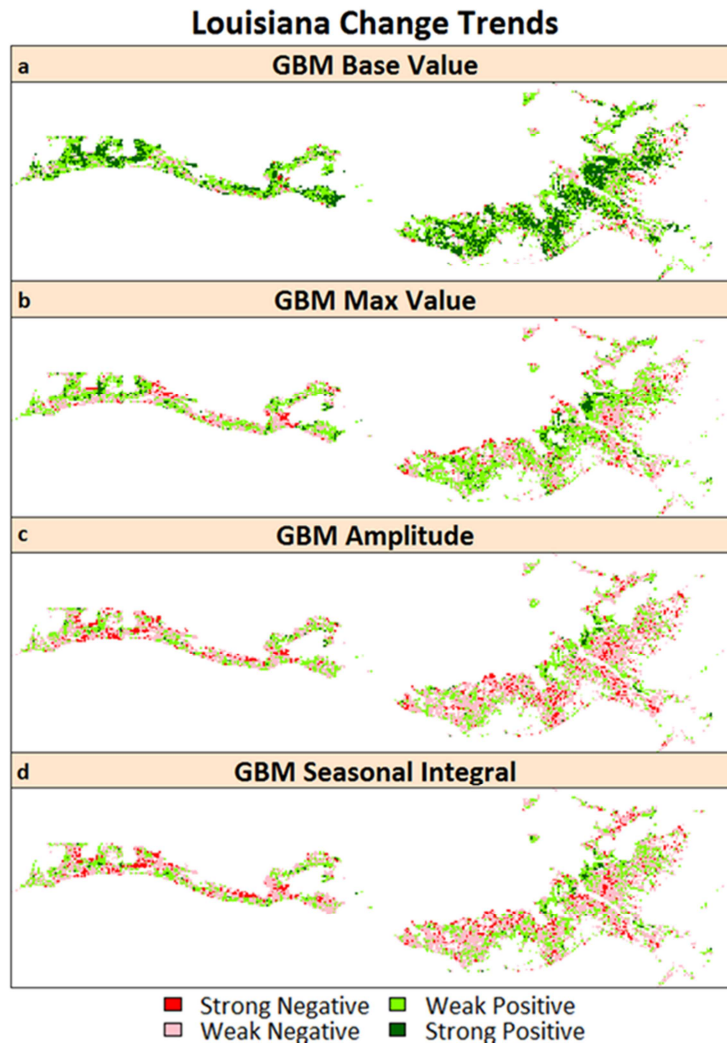 Louisiana Change Trends
a GBM Base Value
b GBM Max Value
c GBM Amplitude
d GBM Seasonal Integral
Strong Negative Weak Positive
Weak Negative Strong Positive